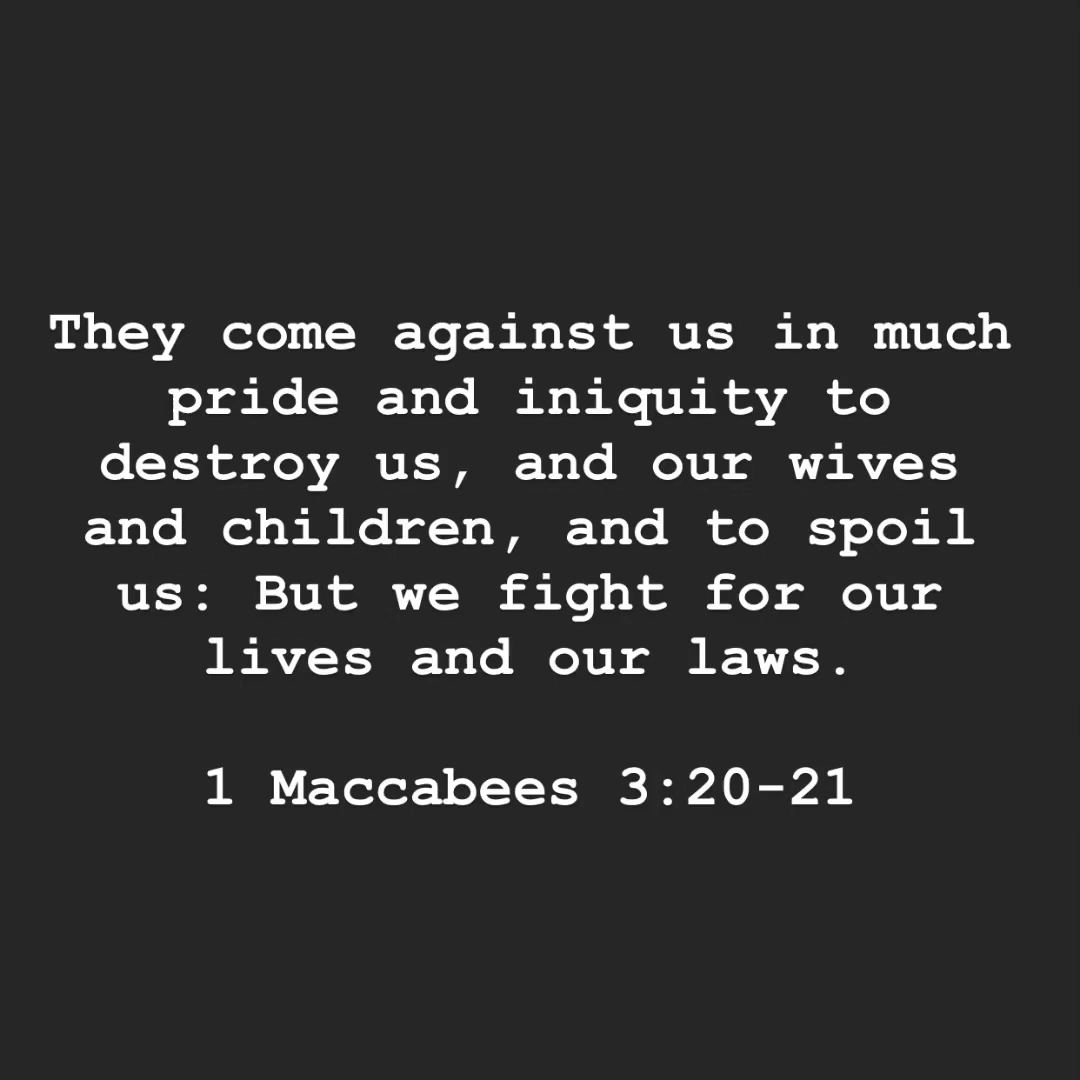 They come against us in much
pride and iniquity to
destroy us, and our wives
and children, and to spoil
us: But we fight for our
lives and our laws.
1 Maccabees 3:20-21